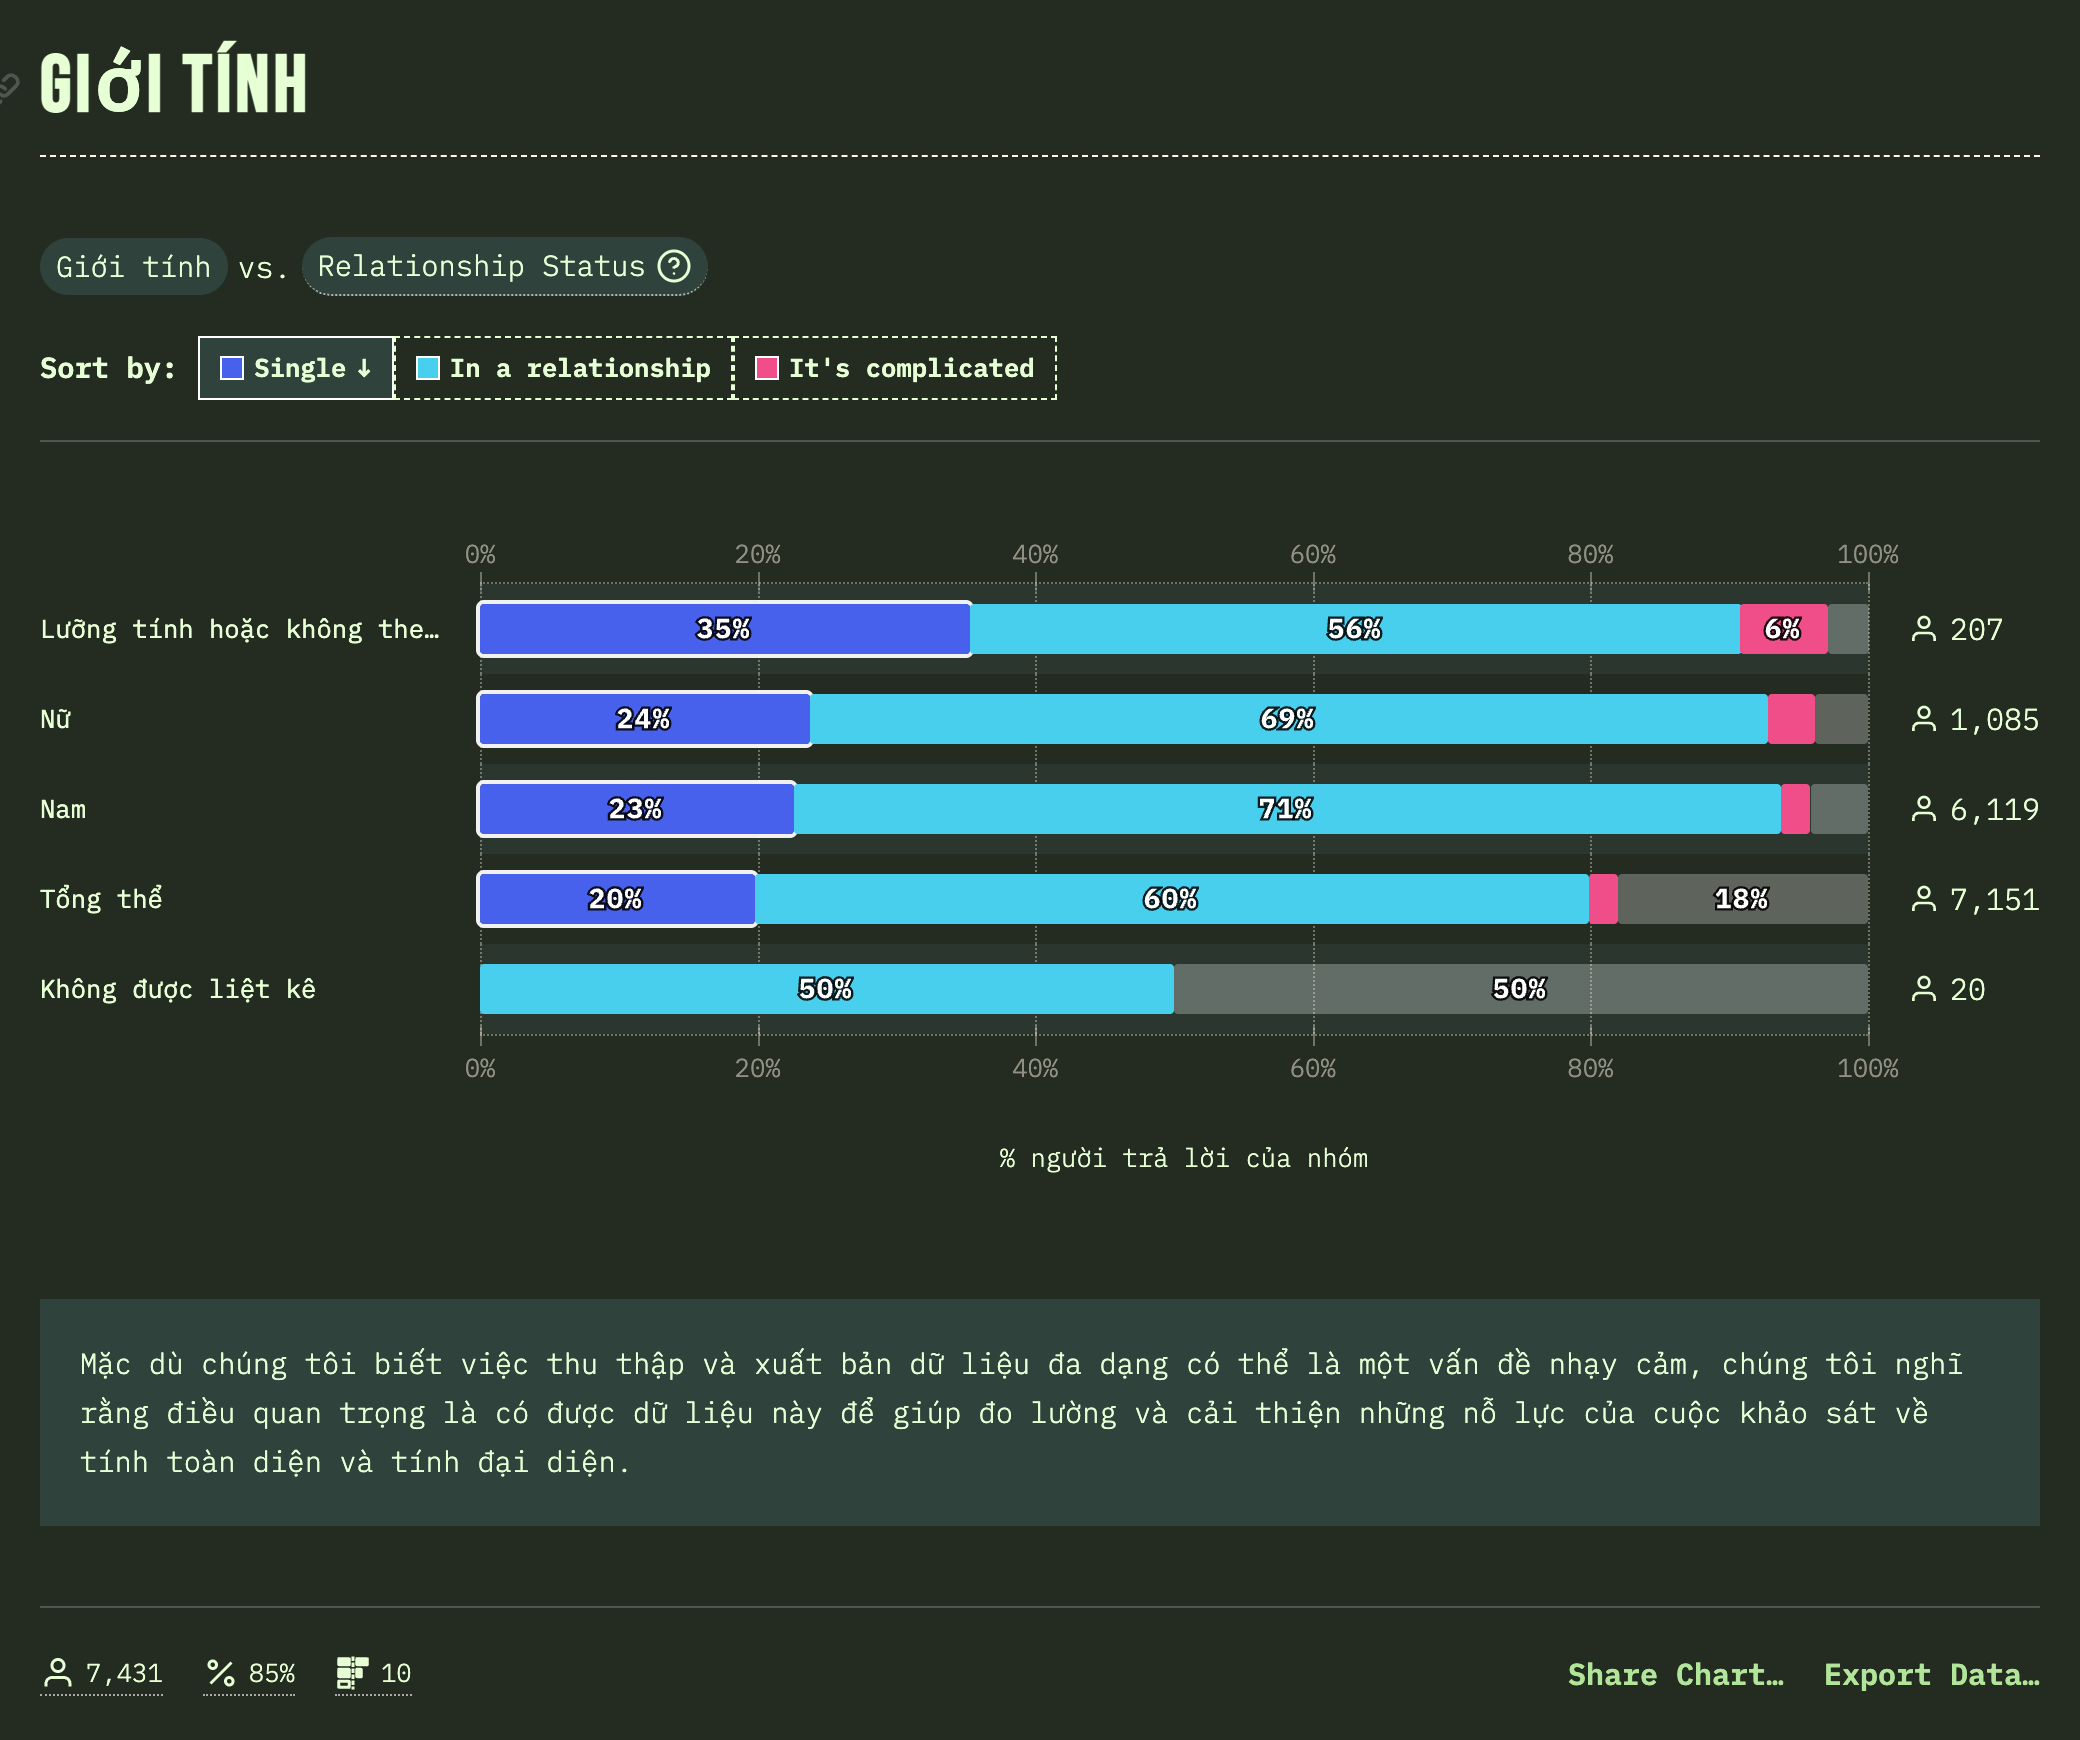 GIỚI TÍNH
Giới tính vs. Relationship Status ?
Sort by: Single ↓ In a relationship It's complicated
0% 20% 40% 60% 80% 100%
Lưỡng tính hoặc không the… 35% 56% 6% 207
Nữ 24% 69% 1,085
Nam 23% 71% 6,119
Tổng thể 20% 60% 18% 7,151
Không được liệt kê 50% 50% 20
0% 20% 40% 60% 80% 100%
% người trả lời của nhóm
Mặc dù chúng tôi biết việc thu thập và xuất bản dữ liệu đa dạng có thể là một vấn đề nhạy cảm, chúng tôi nghĩ
rằng điều quan trọng là có được dữ liệu này để giúp đo lường và cải thiện những nỗ lực của cuộc khảo sát về
tính toàn diện và tính đại diện.
7,431 % 85% 10 Share Chart… Export Data…